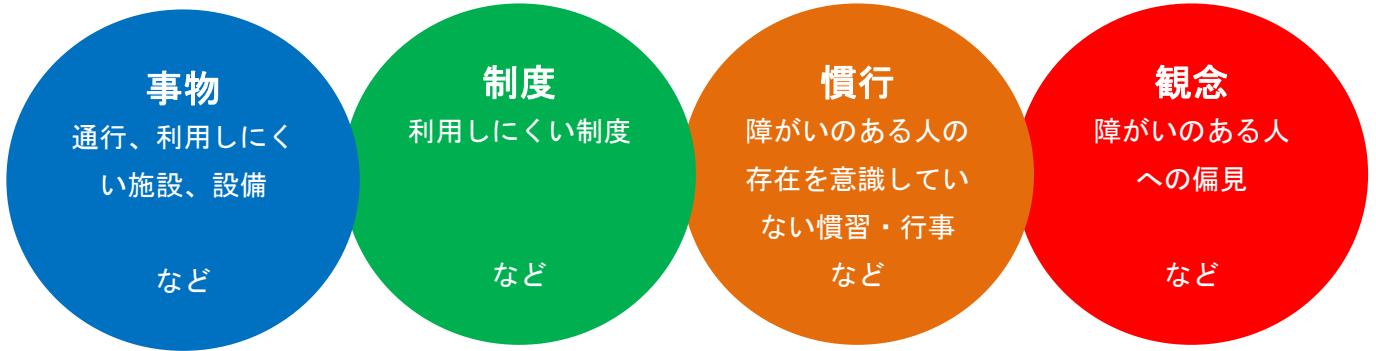 事物
通行、利用しにく
い施設、設備
など
制度
利用しにくい制度
など
慣行
障がいのある人の
存在を意識してい
ない慣習・行事
など
観念
障がいのある人
への偏見
など